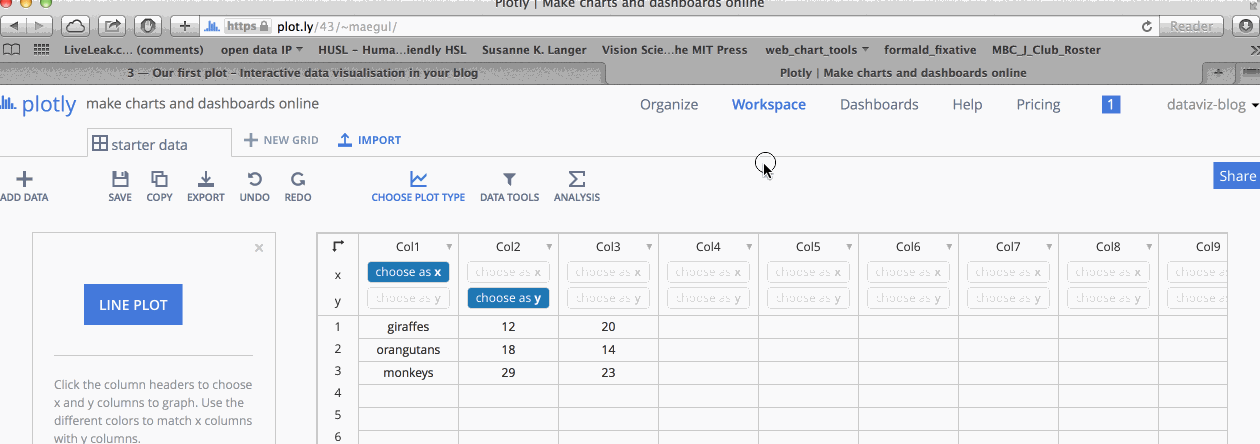 Plotly | Make charts and dashboards online
https plot.ly/43/~maegul/ Reader
LiveLeak.c... (comments) open data IP HUSL – Huma...iendly HSL Susanne K. Langer Vision Scie...he MIT Press web_chart_tools formald_fixative MBC_J_Club_Roster
3 — Our first plot – Interactive data visualisation in your blog Plotly | Make charts and dashboards online
plotly make charts and dashboards online Organize Workspace Dashboards Help Pricing 1 dataviz-blog
starter data NEW GRID IMPORT
ADD DATA SAVE COPY EXPORT UNDO REDO CHOOSE PLOT TYPE DATA TOOLS ANALYSIS Share
Col1 Col2 Col3 Col4 Col5 Col6 Col7 Col8 Col9
x choose as x choose as x choose as x choose as x choose as x choose as x choose as x choose as x choose as x
y choose as y choose as y choose as y choose as y choose as y choose as y choose as y choose as y choose as y
LINE PLOT
1 giraffes 12 20
2 orangutans 18 14
3 monkeys 29 23
4
5
6
Click the column headers to choose
x and y columns to graph. Use the
different colors to match x columns
with y columns.